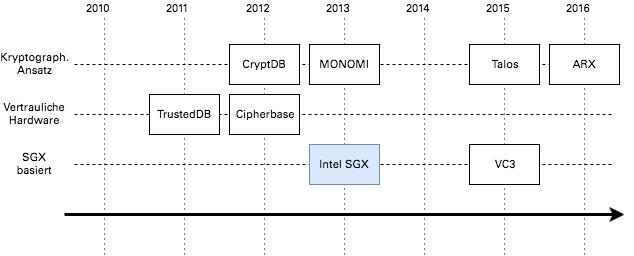 2010 2011 2012 2013 2014 2015 2016
Kryptograph.
Ansatz
CryptDB MONOMI Talos ARX
Vertrauliche
Hardware
TrustedDB Cipherbase
SGX
basiert
Intel SGX VC3